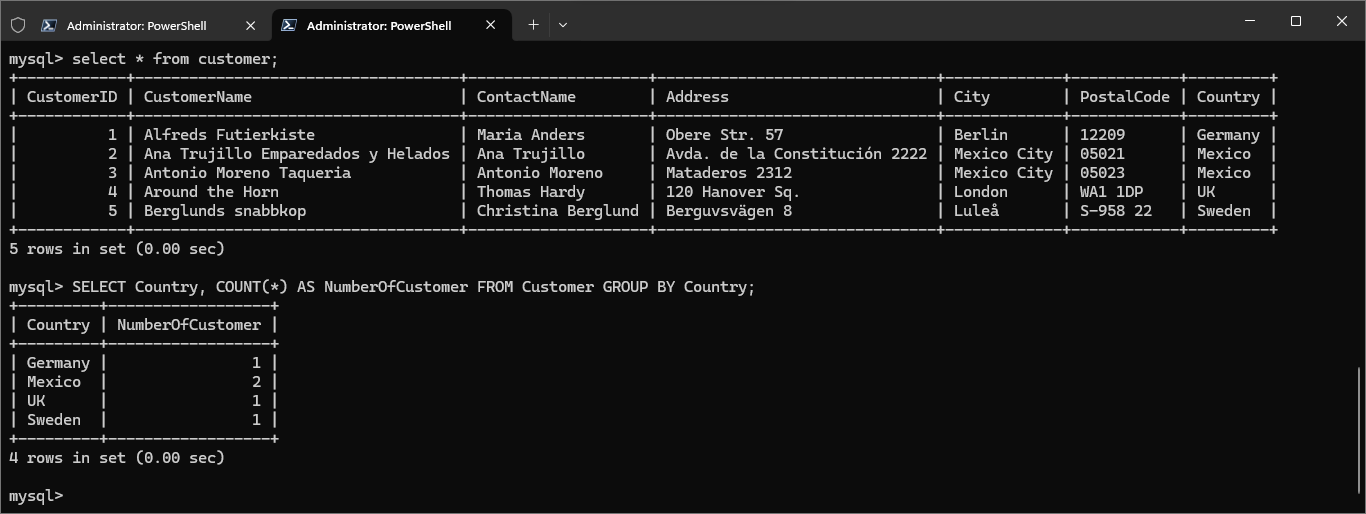 Administrator: PowerShell Administrator: PowerShell
mysql> select * from customer;
+------------+------------------------------------+--------------------+-------------------------------+-------------+------------+---------+
| CustomerID | CustomerName                       | ContactName        | Address                       | City        | PostalCode | Country |
+------------+------------------------------------+--------------------+-------------------------------+-------------+------------+---------+
|          1 | Alfreds Futierkiste                | Maria Anders       | Obere Str. 57                 | Berlin      | 12209      | Germany |
|          2 | Ana Trujillo Emparedados y Helados | Ana Trujillo       | Avda. de la Constitución 2222 | Mexico City | 05021      | Mexico  |
|          3 | Antonio Moreno Taqueria            | Antonio Moreno     | Mataderos 2312                | Mexico City | 05023      | Mexico  |
|          4 | Around the Horn                    | Thomas Hardy       | 120 Hanover Sq.               | London      | WA1 1DP    | UK      |
|          5 | Berglunds snabbkop                 | Christina Berglund | Berguvsvägen 8                | Luleå       | S-958 22   | Sweden  |
+------------+------------------------------------+--------------------+-------------------------------+-------------+------------+---------+
5 rows in set (0.00 sec)
mysql> SELECT Country, COUNT(*) AS NumberOfCustomer FROM Customer GROUP BY Country;
+---------+------------------+
| Country | NumberOfCustomer |
+---------+------------------+
| Germany |                1 |
| Mexico  |                2 |
| UK      |                1 |
| Sweden  |                1 |
+---------+------------------+
4 rows in set (0.00 sec)
mysql>